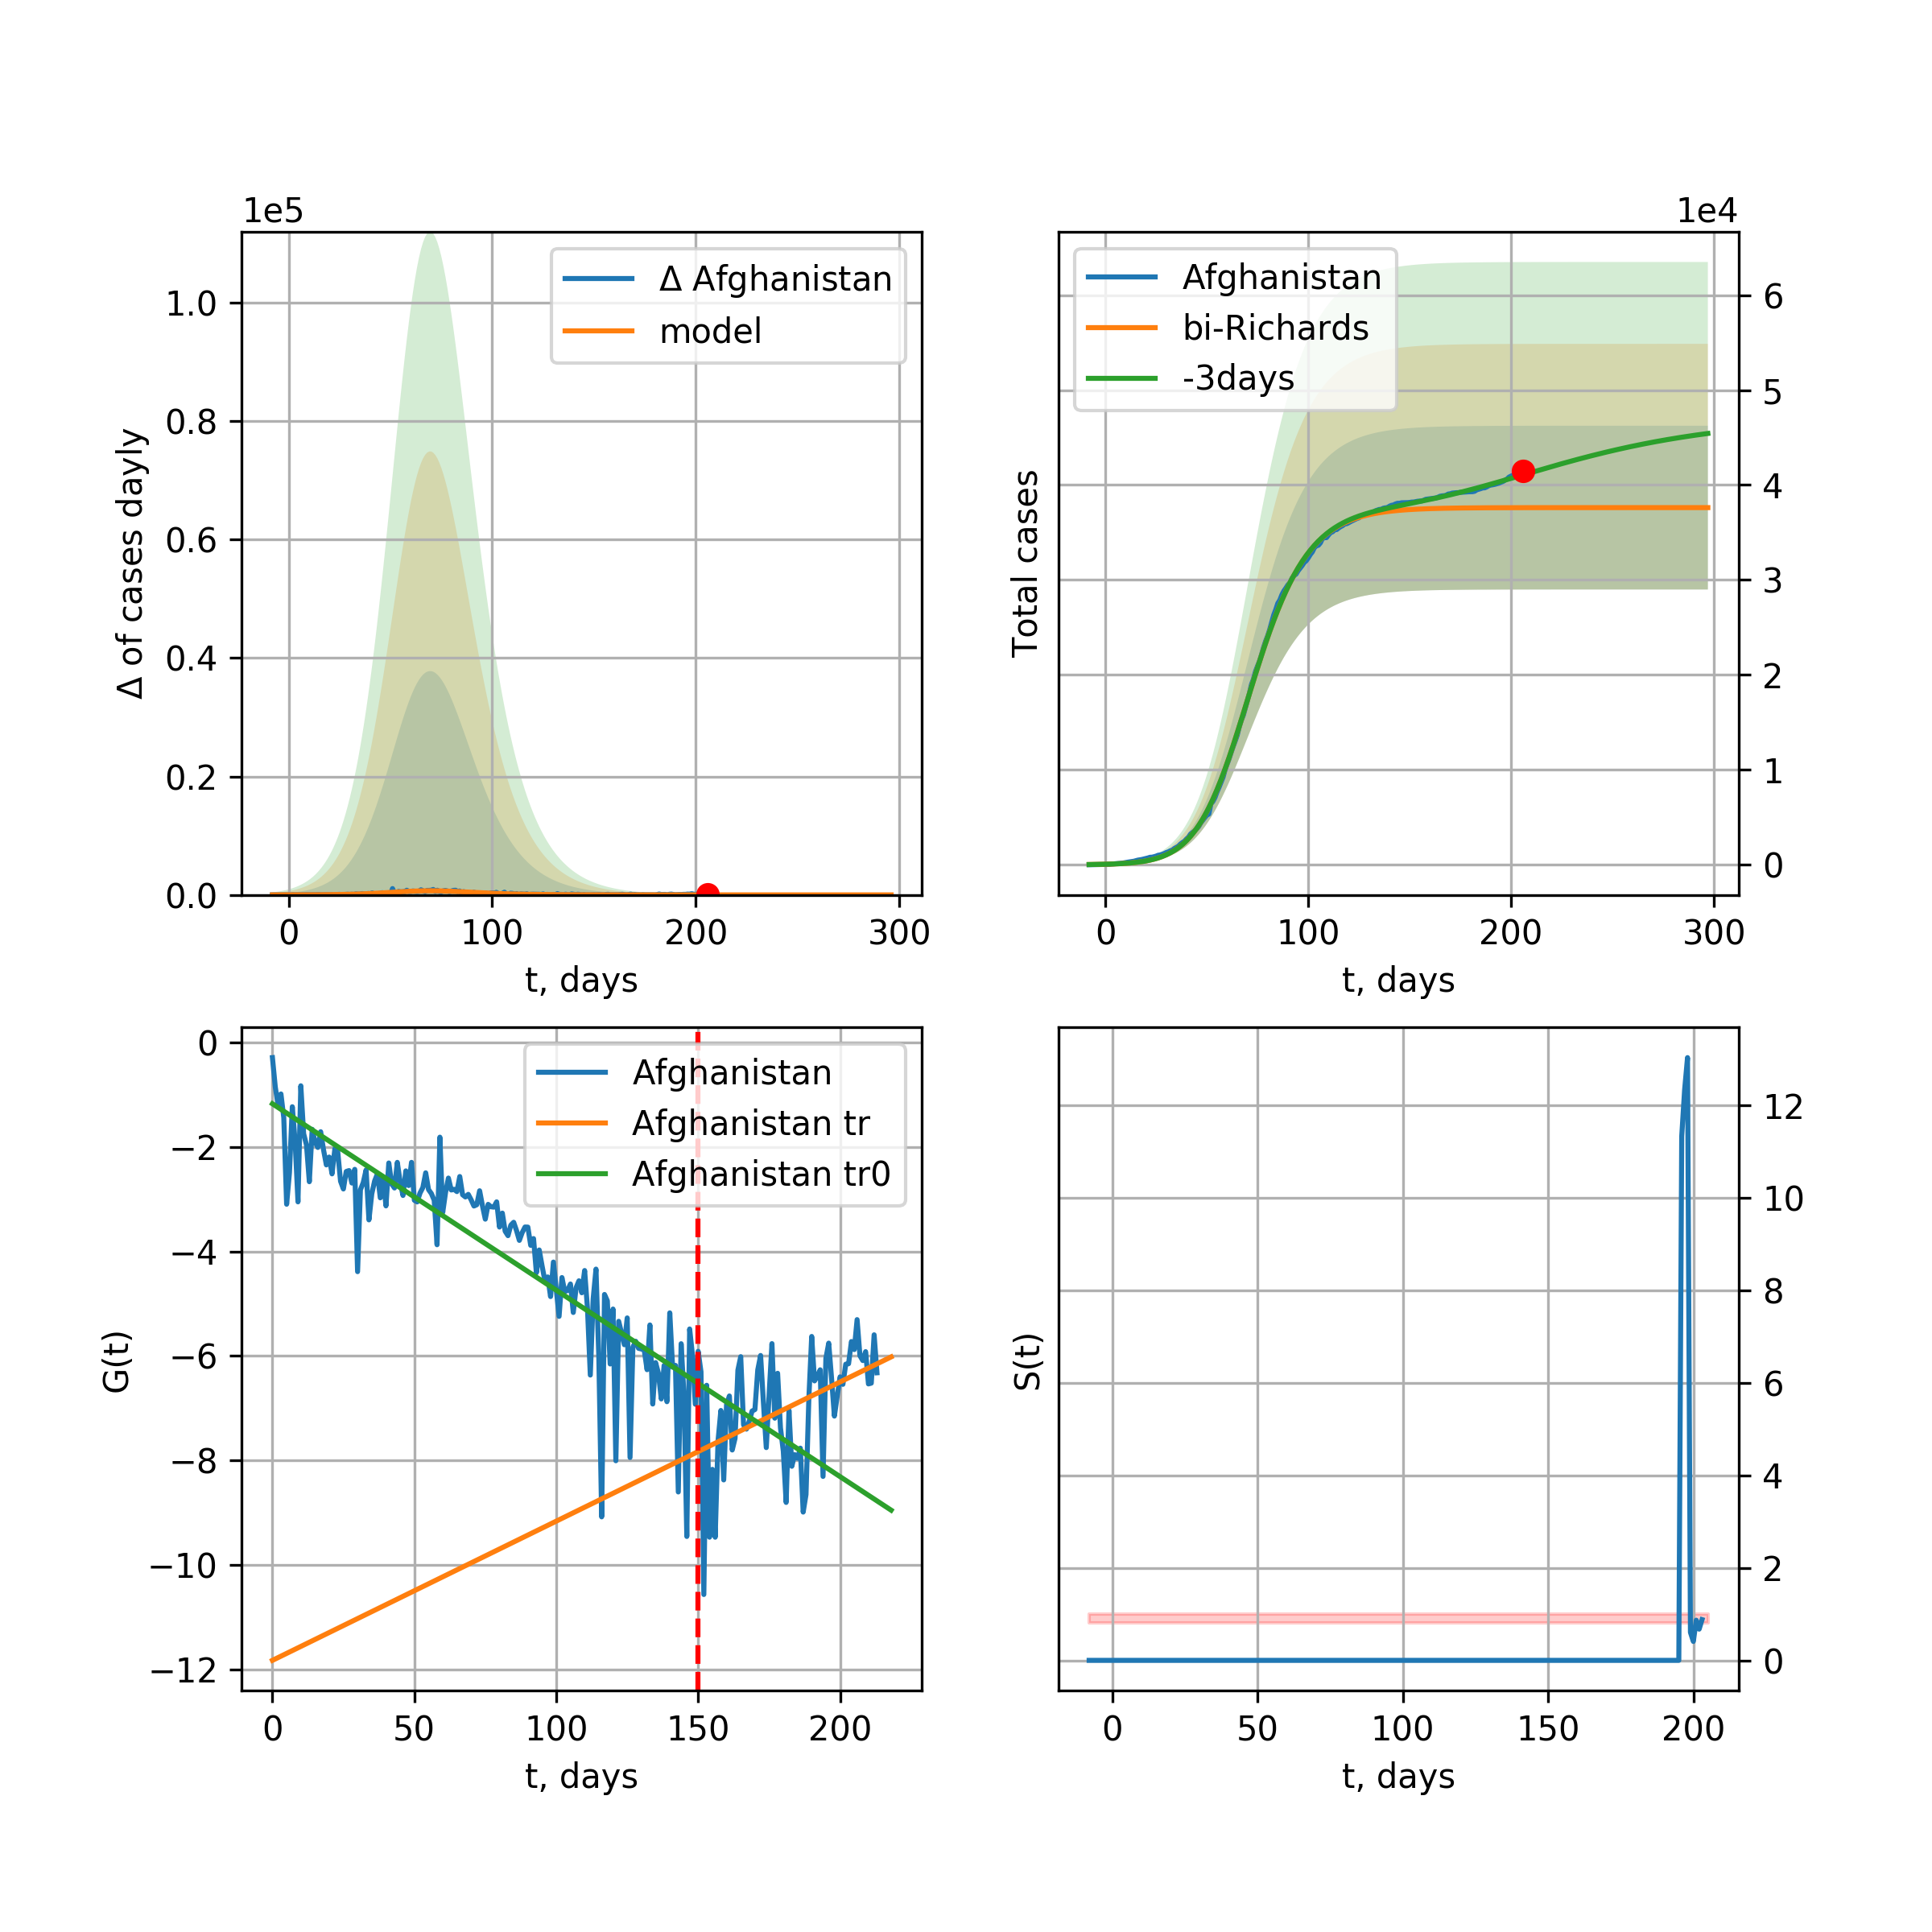 1e5
Δ Afghanistan
model
1.0
0.8
0.6
0.4
0.2
0.0
Δ of cases dayly
0 100 200 300
t, days
1e4
Afghanistan
bi-Richards
-3days
6
5
4
3
2
1
0
Total cases
0 100 200 300
t, days
Afghanistan
Afghanistan tr
Afghanistan tr0
0
−2
−4
−6
−8
−10
−12
G(t)
0 50 100 150 200
t, days
12
10
8
6
4
2
0
S(t)
0 50 100 150 200
t, days